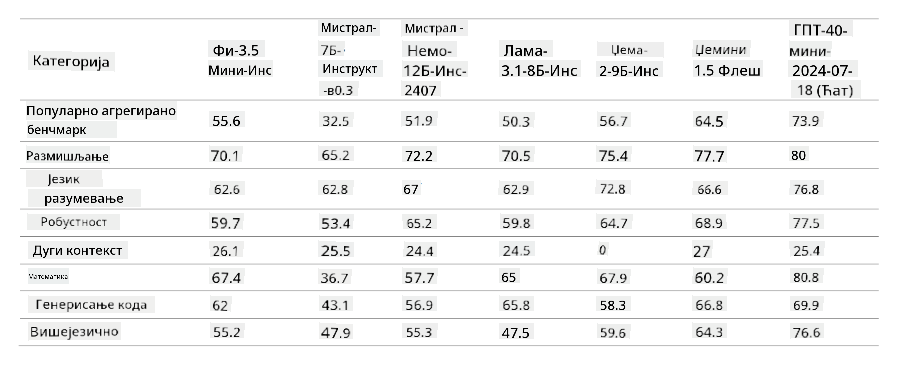 Категорија Фи-3.5 Мини-Инс Мистрал-7Б-Инструкт-в0.3 Мистрал -Немо-12Б-Инс-2407 Лама-3.1-8Б-Инс Џема-2-9Б-Инс Џемини 1.5 Флеш ГПТ-40-мини-2024-07-18 (Ћат)
Популарно агрегирано
бенчмарк 55.6 32.5 51.9 50.3 56.7 64.5 73.9
Размишљање 70.1 65.2 72.2 70.5 75.4 77.7 80
Језик
разумевање 62.6 62.8 67 62.9 72.8 66.6 76.8
Робустност 59.7 53.4 65.2 59.8 64.7 68.9 77.5
Дуги контекст 26.1 25.5 24.4 24.5 0 27 25.4
Математика 67.4 36.7 57.7 65 67.9 60.2 80.8
Генерисање кода 62 43.1 56.9 65.8 58.3 66.8 69.9
Вишејезично 55.2 47.9 55.3 47.5 59.6 64.3 76.6